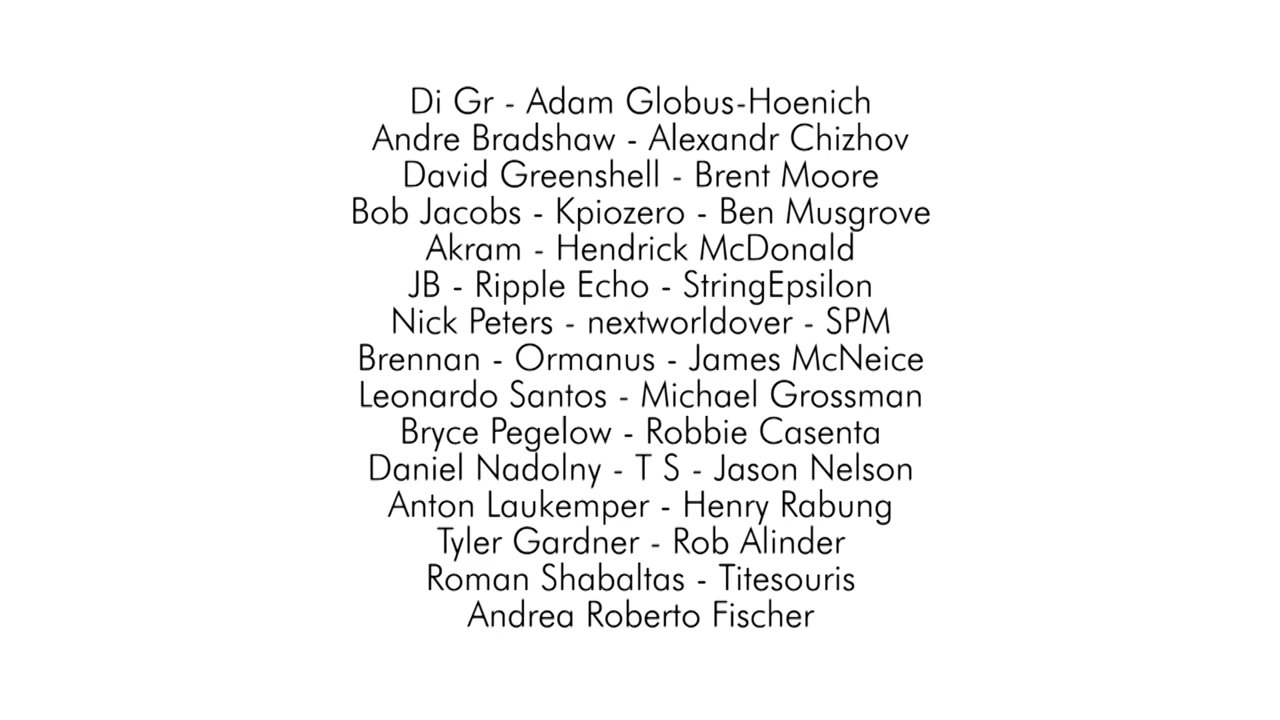 Di Gr - Adam Globus-Hoenich
Andre Bradshaw - Alexandr Chizhov
David Greenshell - Brent Moore
Bob Jacobs - Kpiozero - Ben Musgrove
Akram - Hendrick McDonald
JB - Ripple Echo - StringEpsilon
Nick Peters - nextworldover - SPM
Brennan - Ormanus - James McNeice
Leonardo Santos - Michael Grossman
Bryce Pegelow - Robbie Casenta
Daniel Nadolny - T S - Jason Nelson
Anton Laukemper - Henry Rabung
Tyler Gardner - Rob Alinder
Roman Shabaltas - Titesouris
Andrea Roberto Fischer